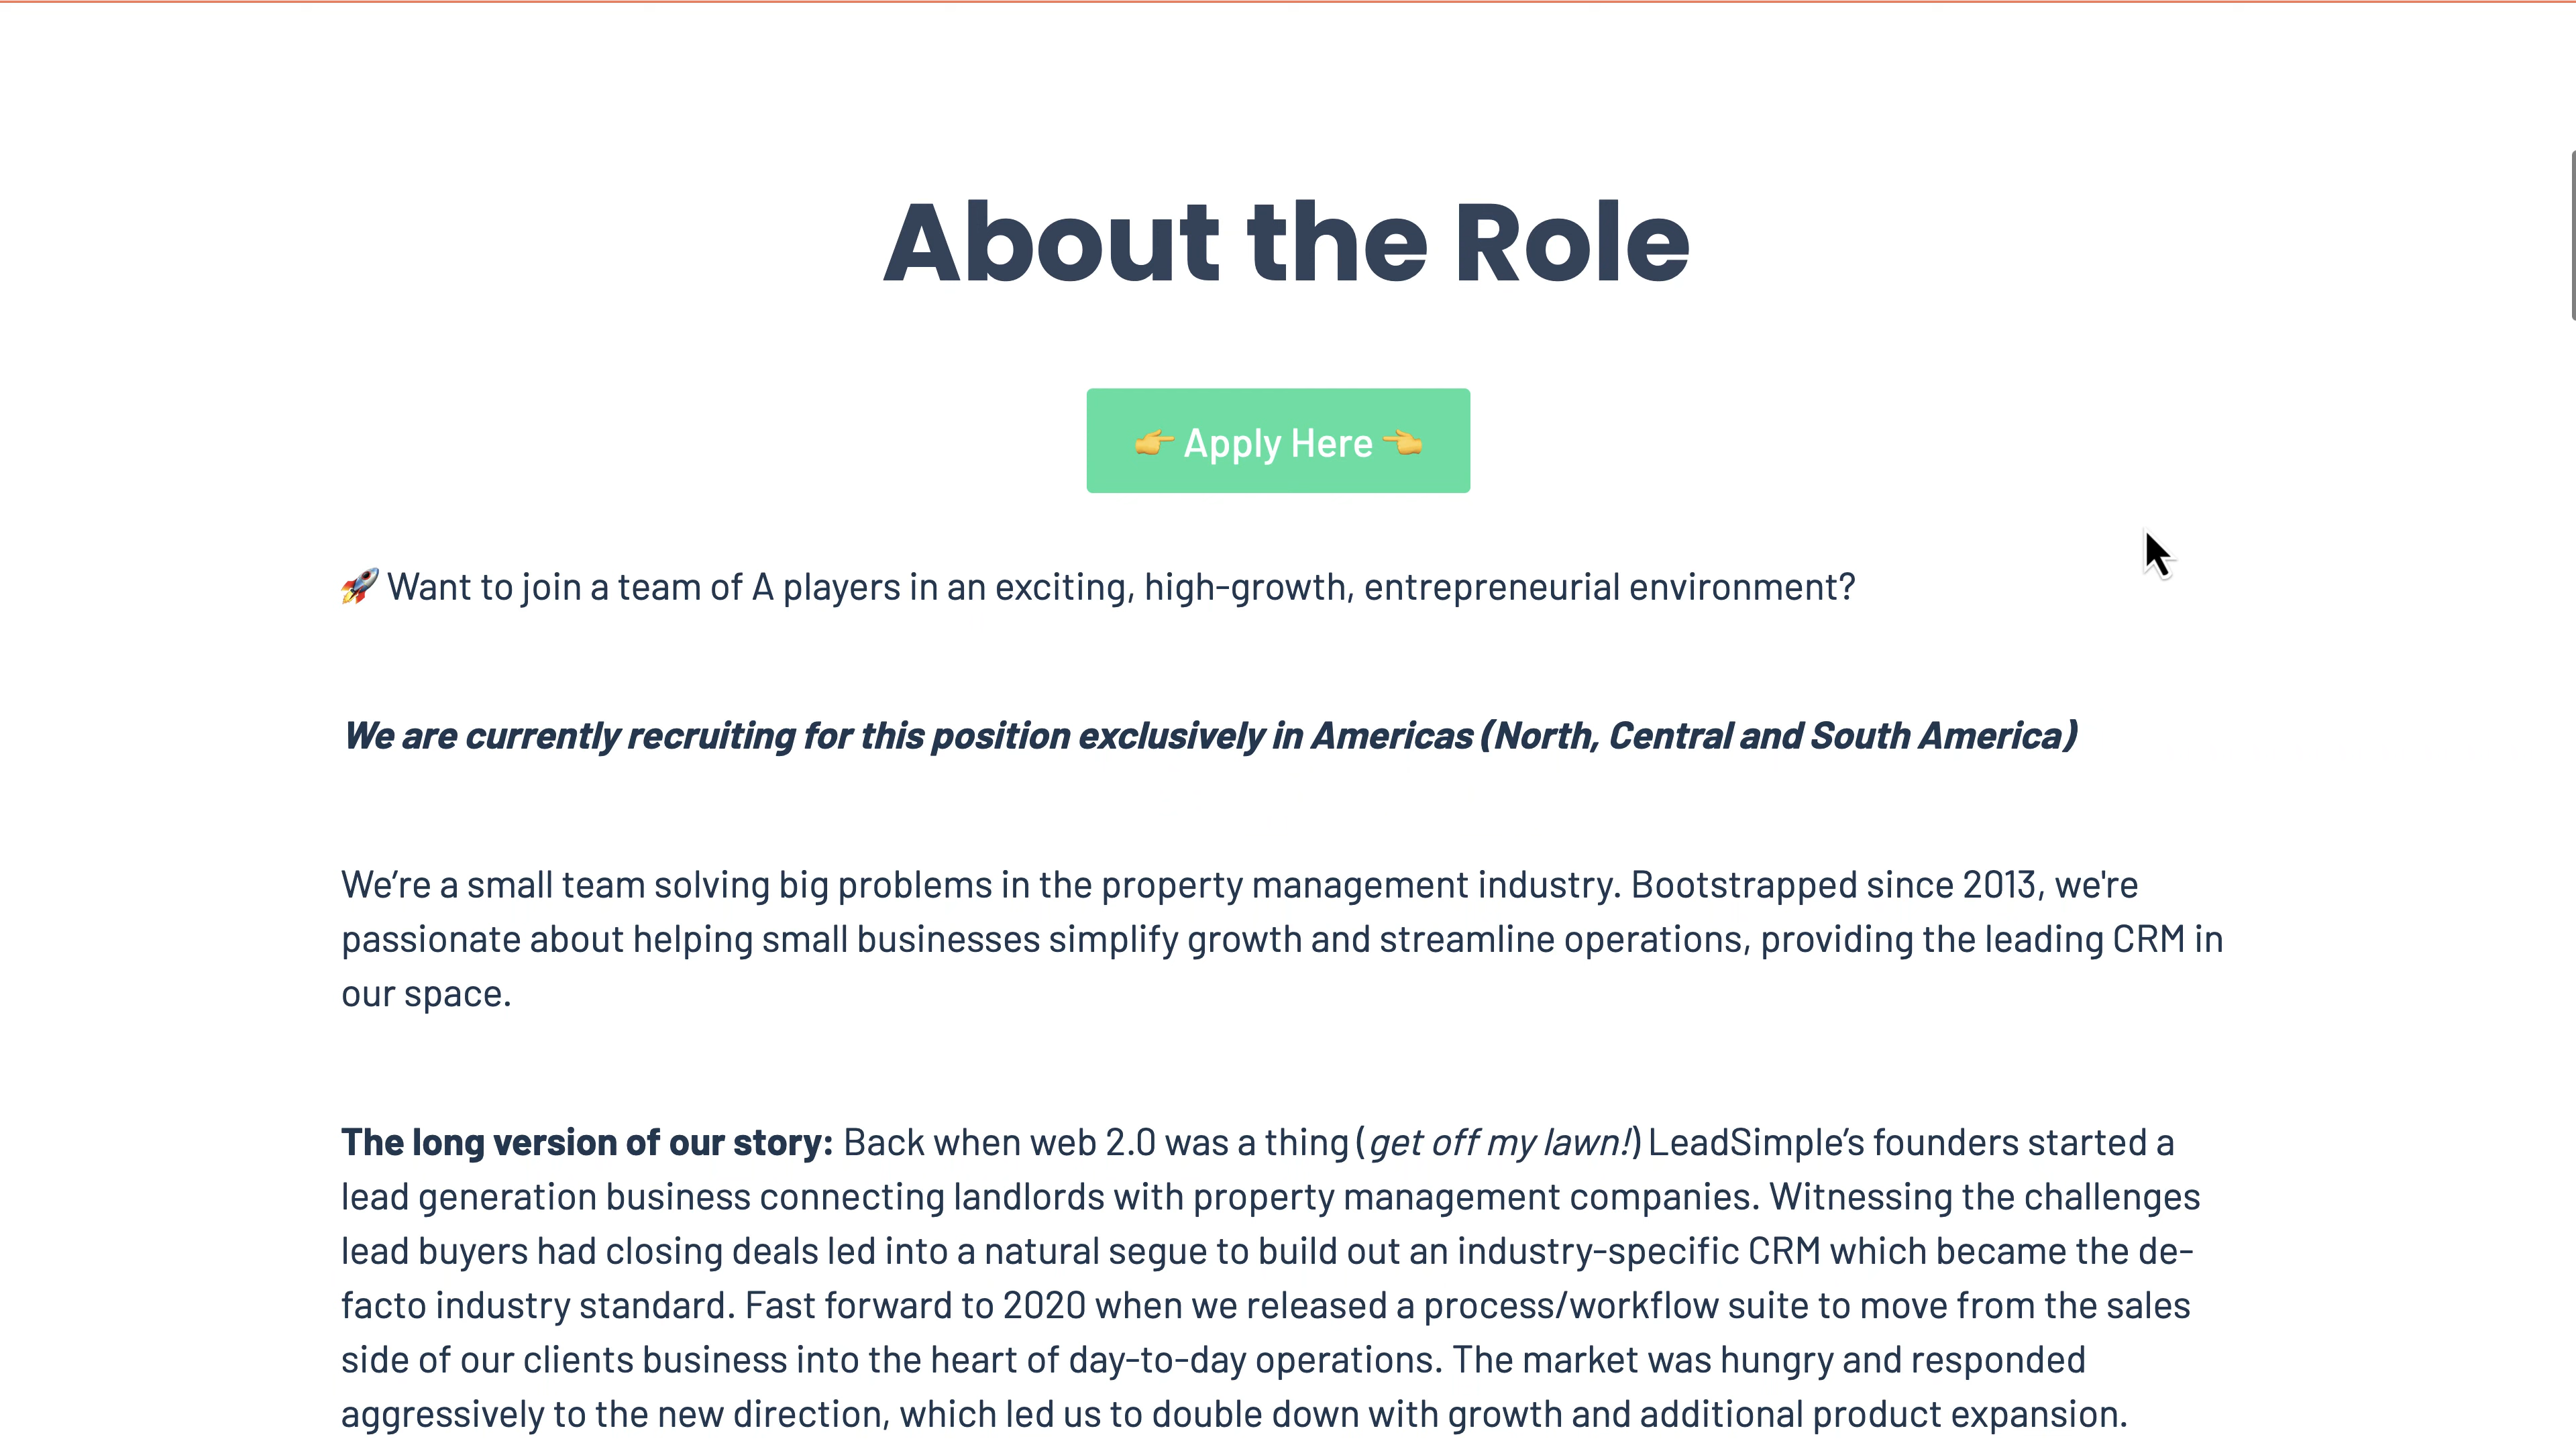 About the Role
👉 Apply Here 👈
🚀 Want to join a team of A players in an exciting, high-growth, entrepreneurial environment?
We are currently recruiting for this position exclusively in Americas (North, Central and South America)
We’re a small team solving big problems in the property management industry. Bootstrapped since 2013, we're
passionate about helping small businesses simplify growth and streamline operations, providing the leading CRM in
our space.
The long version of our story: Back when web 2.0 was a thing (get off my lawn!) LeadSimple’s founders started a
lead generation business connecting landlords with property management companies. Witnessing the challenges
lead buyers had closing deals led into a natural segue to build out an industry-specific CRM which became the de-
facto industry standard. Fast forward to 2020 when we released a process/workflow suite to move from the sales
side of our clients business into the heart of day-to-day operations. The market was hungry and responded
aggressively to the new direction, which led us to double down with growth and additional product expansion.